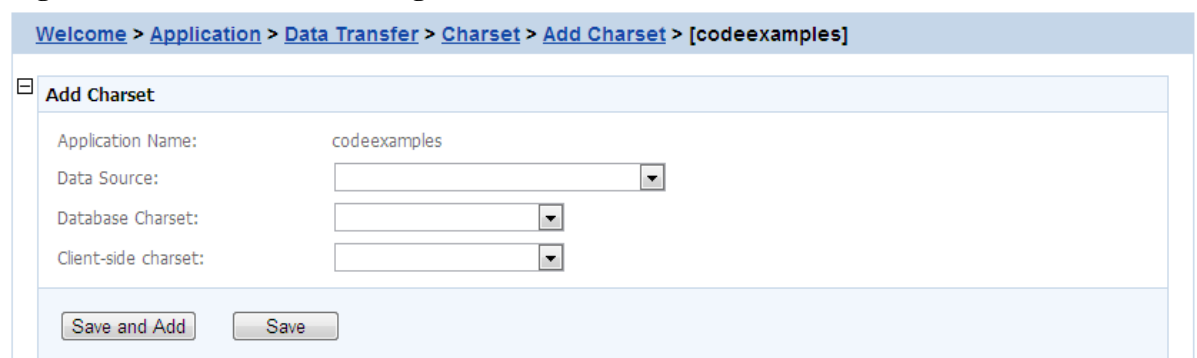 Welcome > Application > Data Transfer > Charset > Add Charset > [codeexamples]
Add Charset
Application Name: codeexamples
Data Source:
Database Charset:
Client-side charset:
Save and Add Save